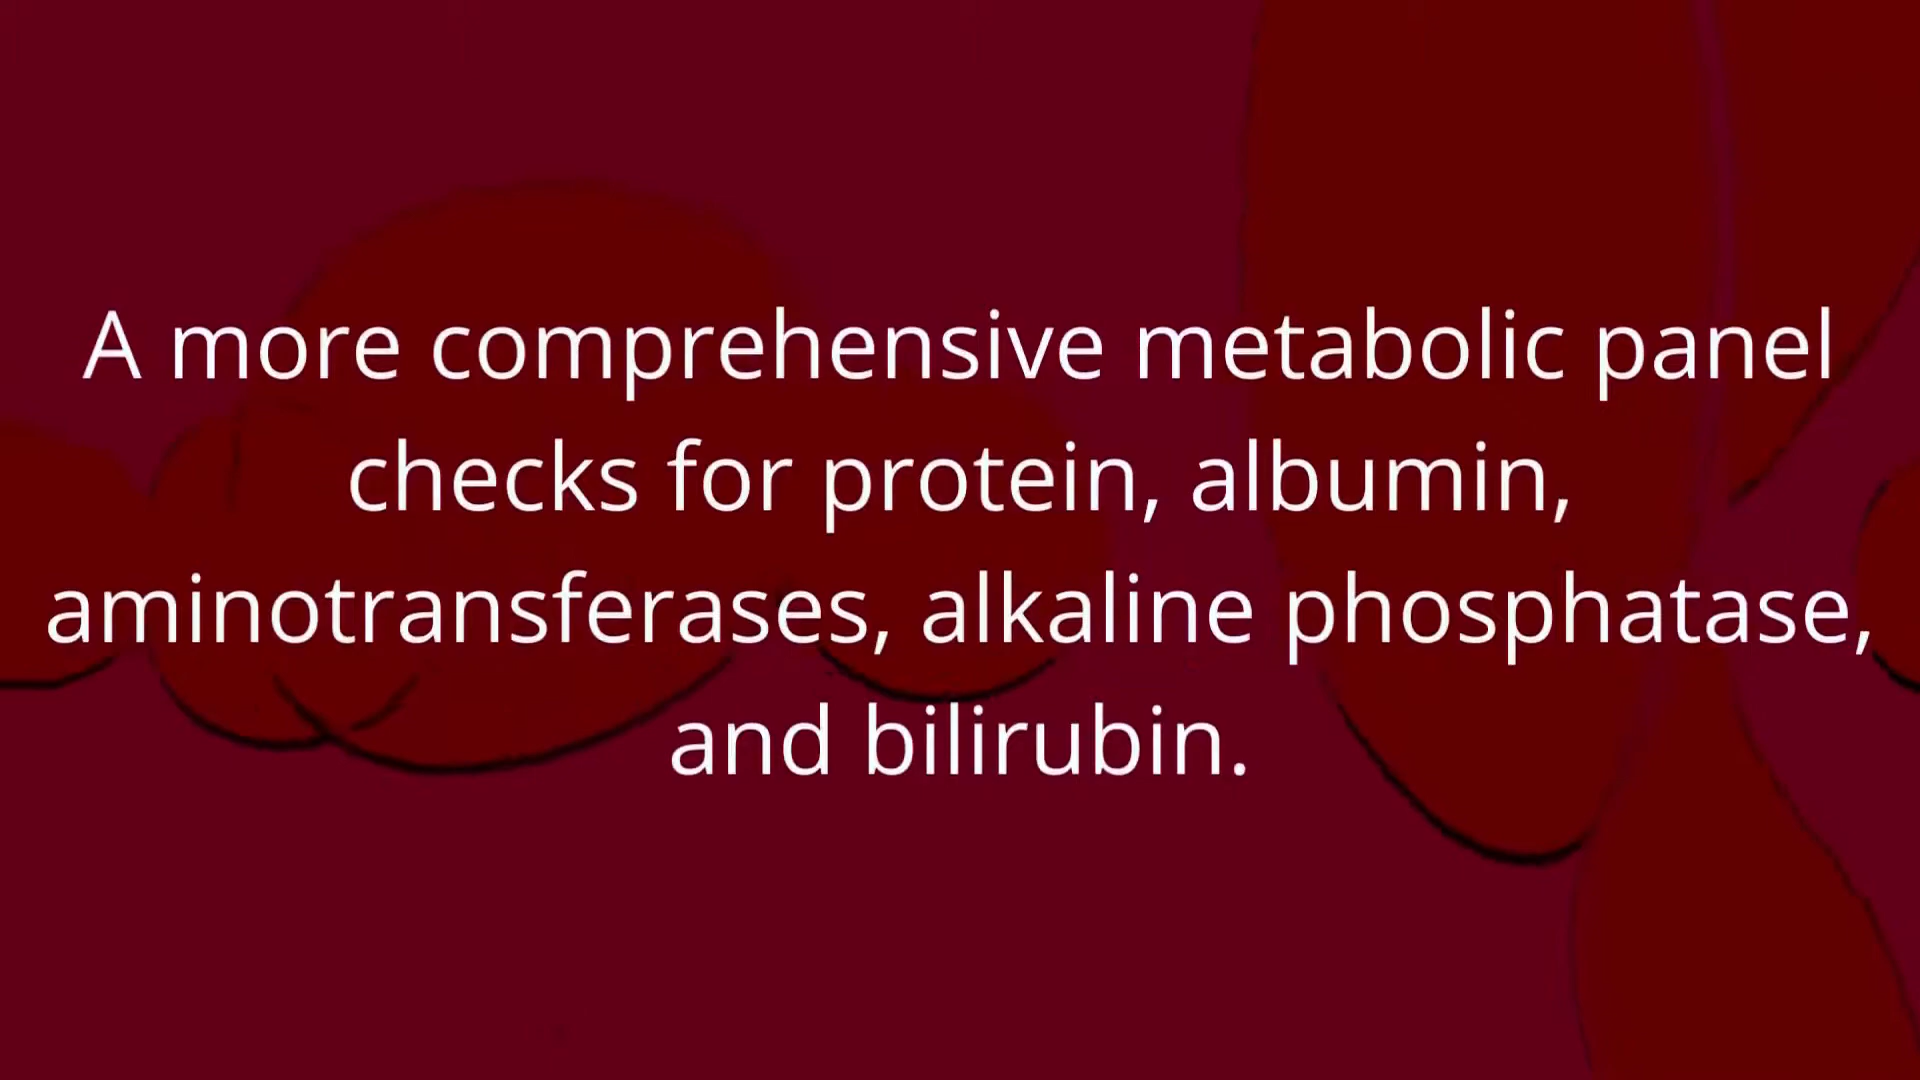 A more comprehensive metabolic panel
checks for protein, albumin,
aminotransferases, alkaline phosphatase,
and bilirubin.